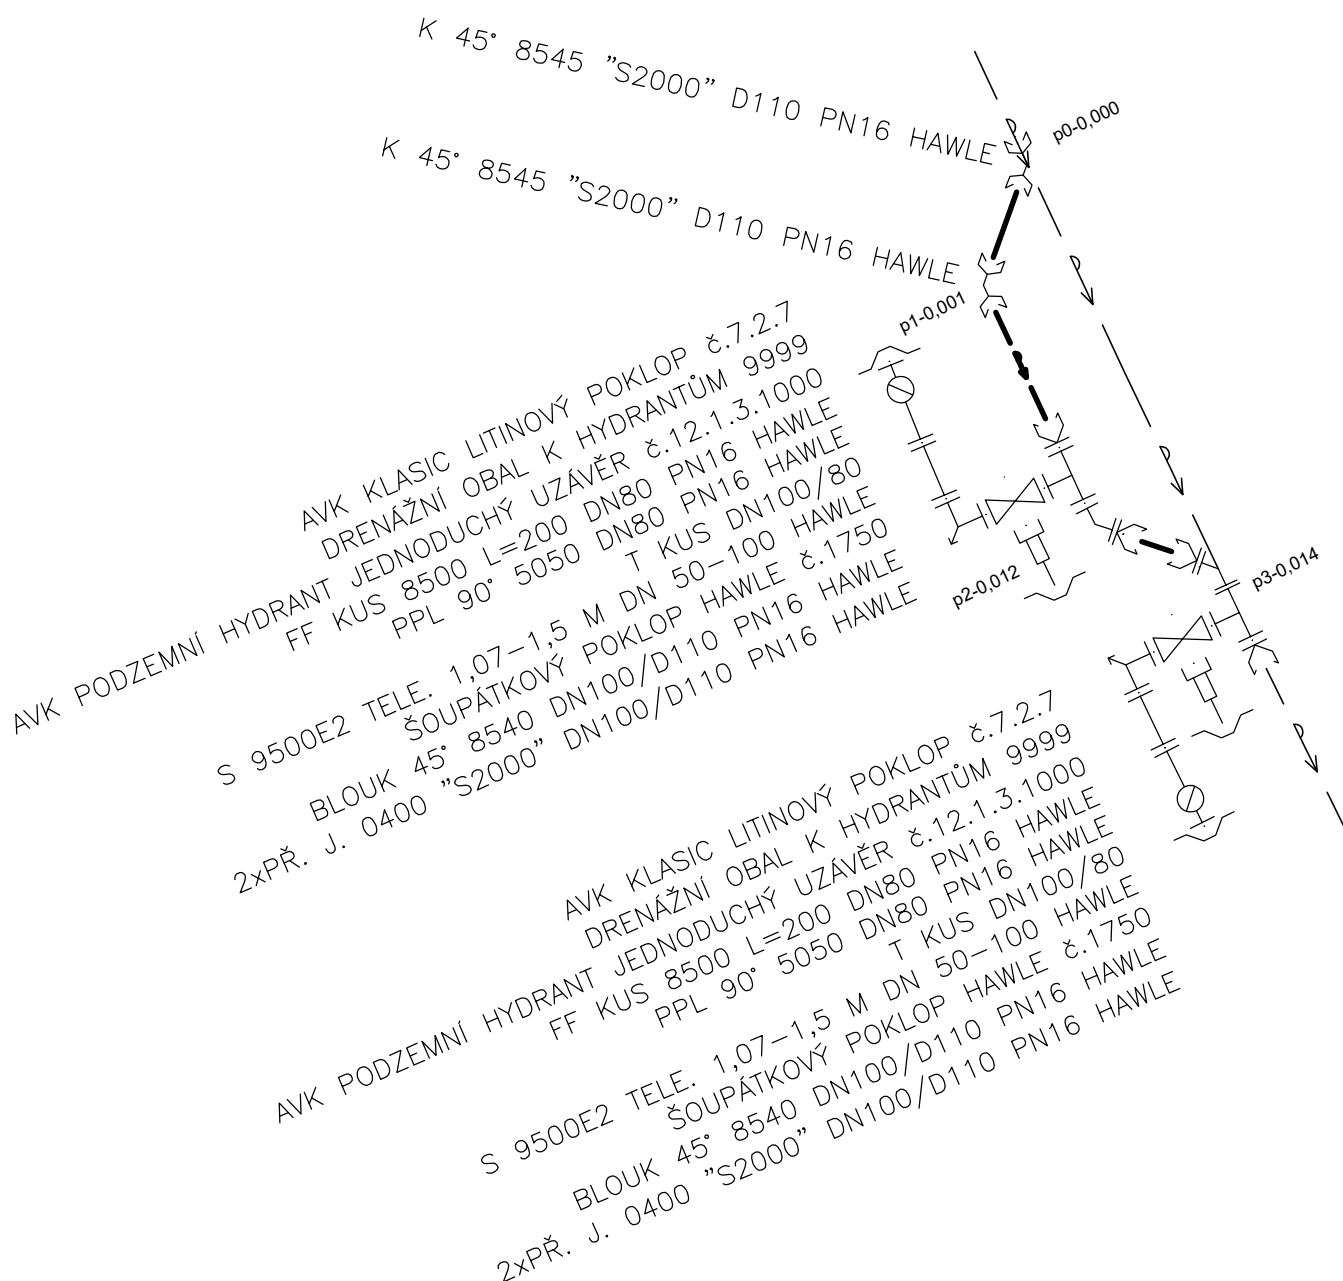 K 45° 8545 "S2000" D110 PN16 HAWLE
p0-0,000
K 45° 8545 "S2000" D110 PN16 HAWLE
p1-0,001
AVK KLASIC LITINOVÝ POKLOP č.7.2.7
DRENÁŽNÍ OBAL K HYDRANTŮM 9999
AVK PODZEMNÍ HYDRANT JEDNODUCHÝ UZÁVĚR č.12.1.3.1000
FF KUS 8500 L=200 DN80 PN16 HAWLE
PPL 90° 5050 DN80 PN16 HAWLE
T KUS DN100/80
S 9500E2 TELE. 1,07-1,5 M DN 50-100 HAWLE
ŠOUPÁTKOVÝ POKLOP HAWLE č.1750
BLOUK 45° 8540 DN100/D110 PN16 HAWLE
2xPŘ. J. 0400 "S2000" DN100/D110 PN16 HAWLE
p2-0,012
p3-0,014
AVK KLASIC LITINOVÝ POKLOP č.7.2.7
DRENÁŽNÍ OBAL K HYDRANTŮM 9999
AVK PODZEMNÍ HYDRANT JEDNODUCHÝ UZÁVĚR č.12.1.3.1000
FF KUS 8500 L=200 DN80 PN16 HAWLE
PPL 90° 5050 DN80 PN16 HAWLE
T KUS DN100/80
S 9500E2 TELE. 1,07-1,5 M DN 50-100 HAWLE
ŠOUPÁTKOVÝ POKLOP HAWLE č.1750
BLOUK 45° 8540 DN100/D110 PN16 HAWLE
2xPŘ. J. 0400 "S2000" DN100/D110 PN16 HAWLE